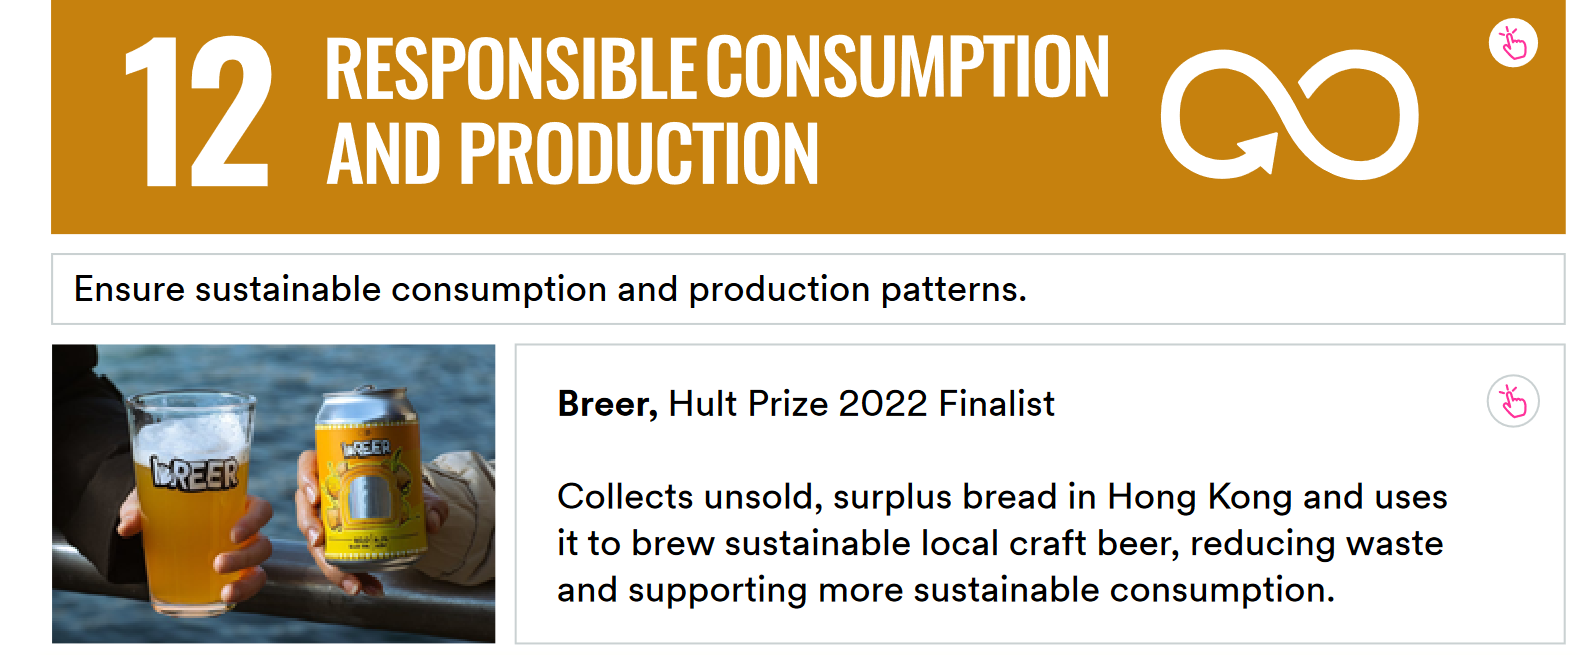 12
RESPONSIBLE CONSUMPTION
AND PRODUCTION
Ensure sustainable consumption and production patterns.
BREER
BREER
Breer, Hult Prize 2022 Finalist
Collects unsold, surplus bread in Hong Kong and uses
it to brew sustainable local craft beer, reducing waste
and supporting more sustainable consumption.